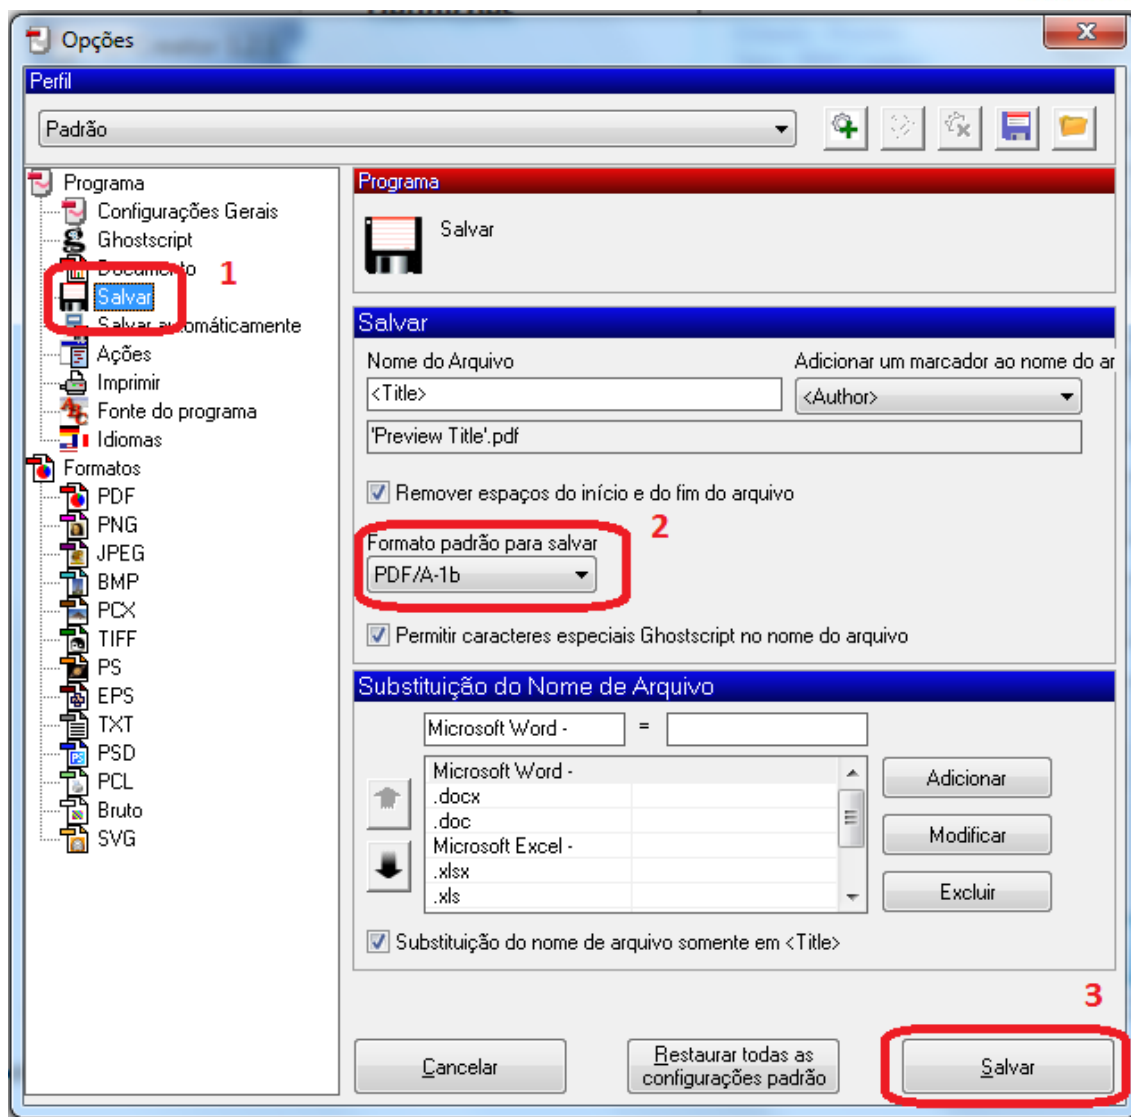 Opções
Perfil
Padrão
Programa
Configurações Gerais
Ghostscript
Documento
1
Salvar
Salvar automáticamente
Ações
Imprimir
Fonte do programa
Idiomas
Formatos
PDF
PNG
JPEG
BMP
PCX
TIFF
PS
EPS
TXT
PSD
PCL
Bruto
SVG
Programa
Salvar
Salvar
Nome do Arquivo
Adicionar um marcador ao nome do ar
<Title>
<Author>
'Preview Title'.pdf
Remover espaços do início e do fim do arquivo
2
Formato padrão para salvar
PDF/A-1b
Permitir caracteres especiais Ghostscript no nome do arquivo
Substituição do Nome de Arquivo
Microsoft Word - =
Microsoft Word -
.docx
.doc
Microsoft Excel -
.xlsx
.xls
Adicionar
Modificar
Excluir
Substituição do nome de arquivo somente em <Title>
3
Cancelar
Restaurar todas as
configurações padrão
Salvar